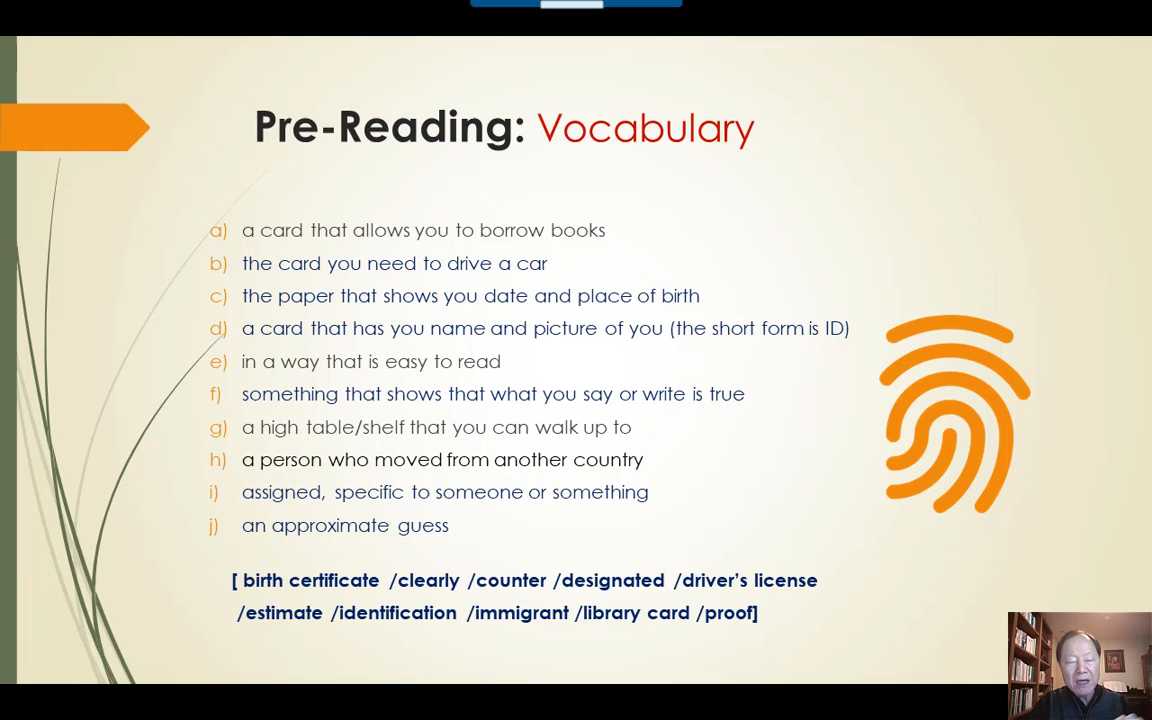 Pre-Reading: Vocabulary
a) a card that allows you to borrow books
b) the card you need to drive a car
c) the paper that shows you date and place of birth
d) a card that has you name and picture of you (the short form is ID)
e) in a way that is easy to read
f) something that shows that what you say or write is true
g) a high table/shelf that you can walk up to
h) a person who moved from another country
i) assigned, specific to someone or something
j) an approximate guess
[ birth certificate /clearly /counter /designated /driver's license
/estimate /identification /immigrant /library card /proof]